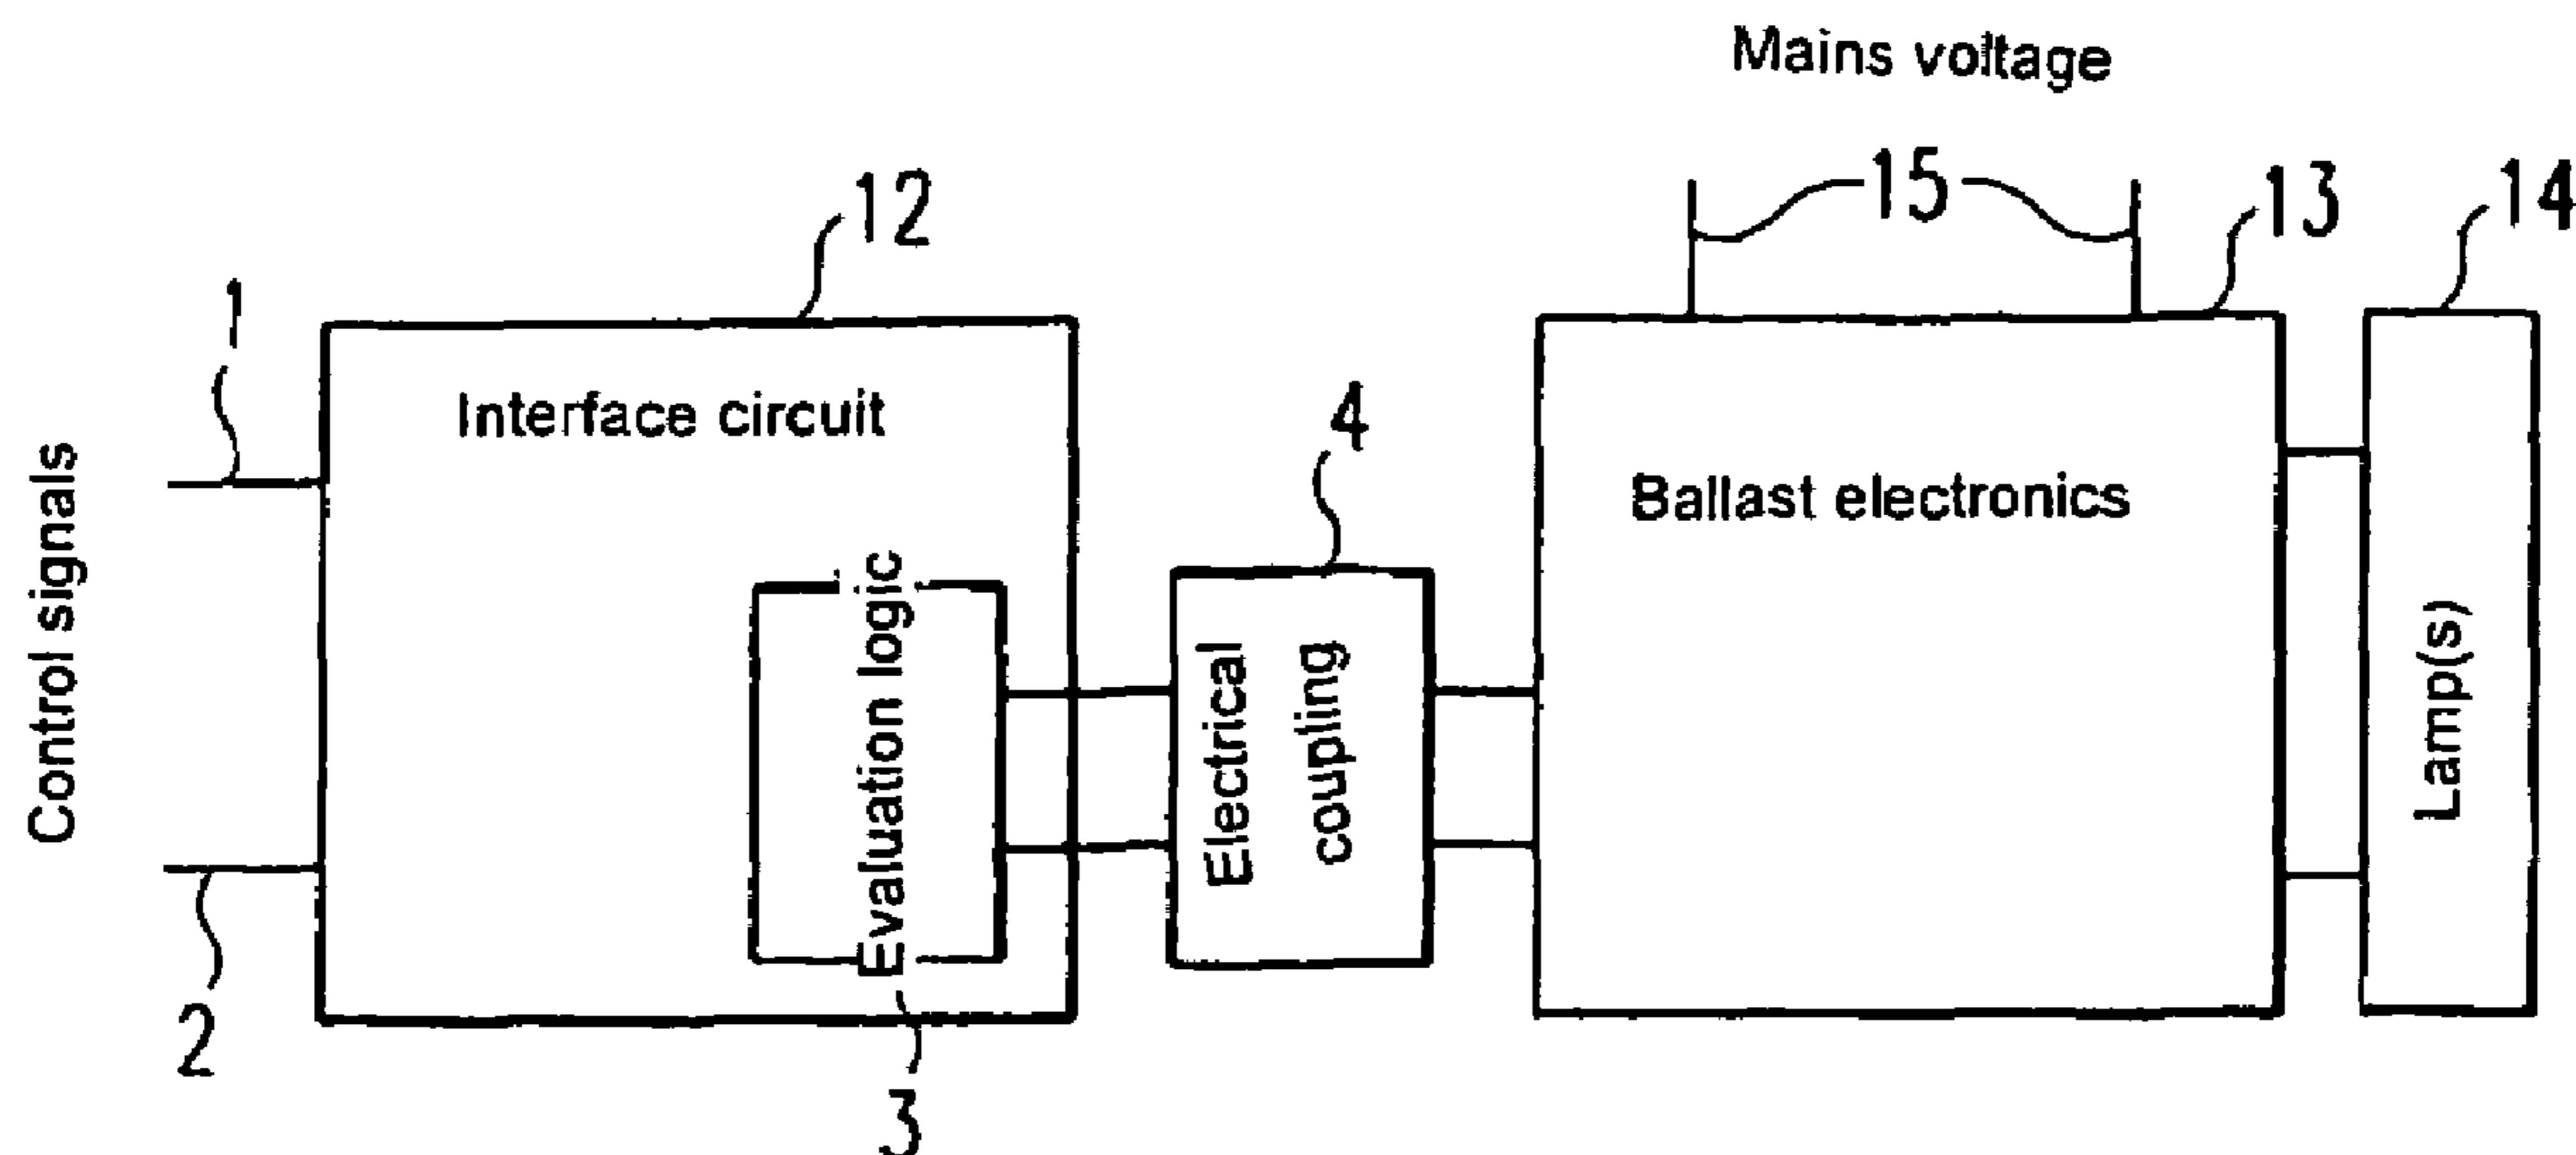 Mains voltage
12
15
13
14
1
Interface circuit
4
Control signals
Ballast electronics
Evaluation logic
Electrical
coupling
Lamp(s)
2
3